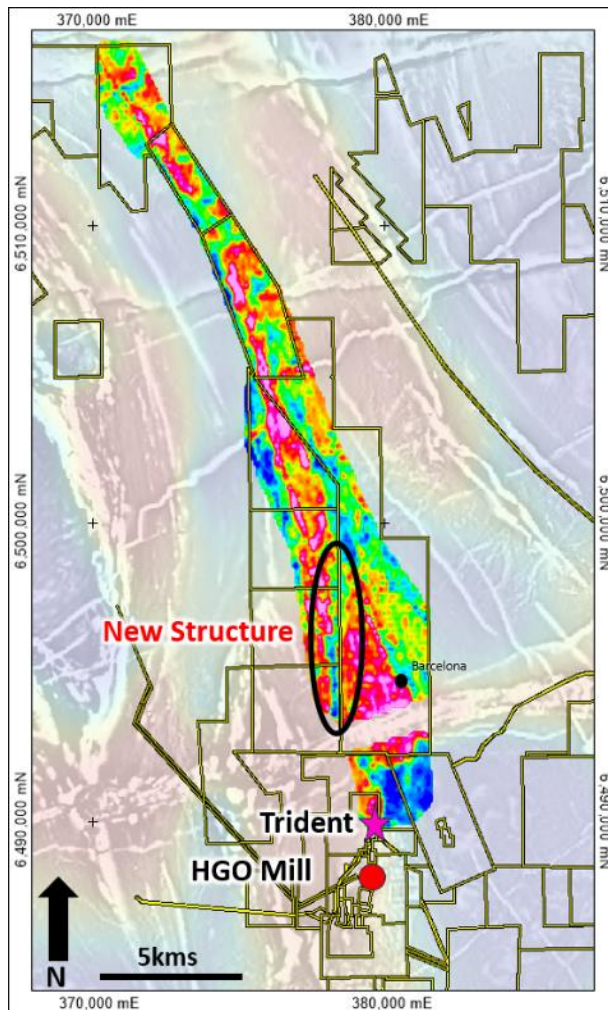 370,000 mE
380,000 mE
6,510,000 mN
6,510,000 mN
6,500,000 mN
6,500,000 mN
New Structure
Barcelona
6,490,000 mN
6,490,000 mN
Trident
HGO Mill
N
5kms
370,000 mE
380,000 mE